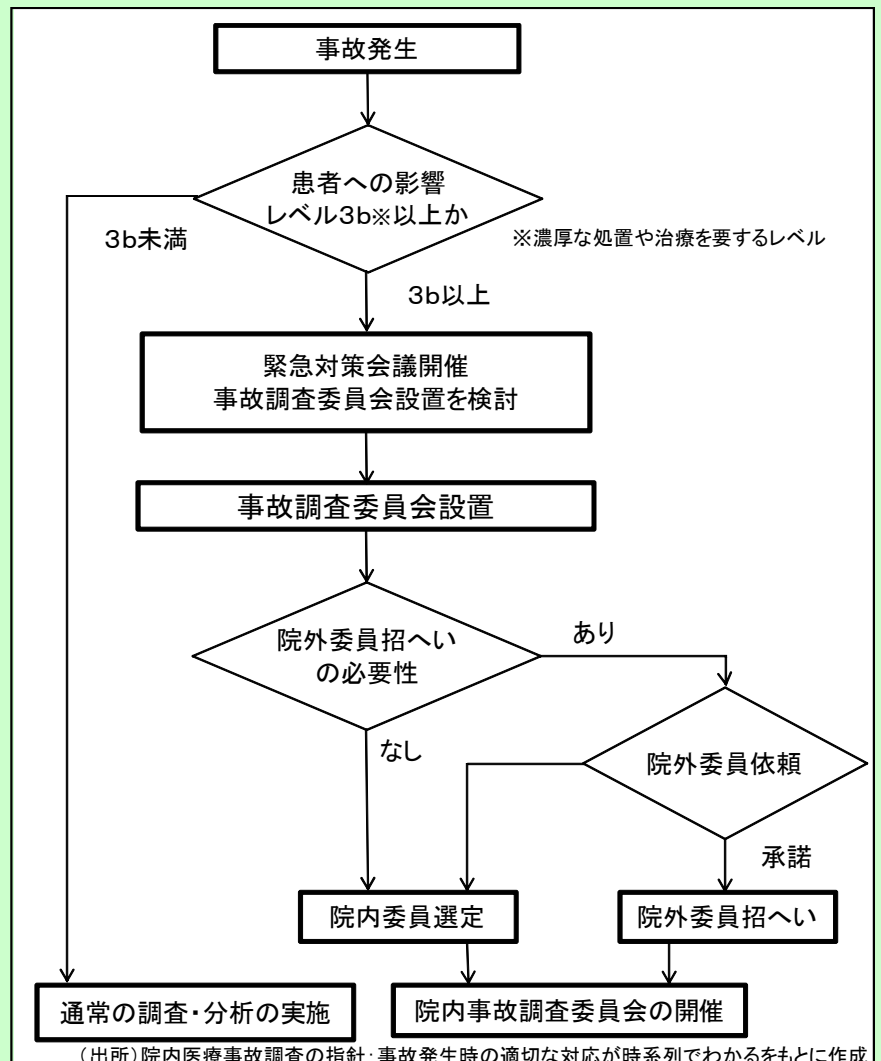 事故発生
患者への影響
レベル3b※以上か
3b未満
※濃厚な処置や治療を要するレベル
3b以上
緊急対策会議開催
事故調査委員会設置を検討
事故調査委員会設置
院外委員招へい
の必要性
あり
なし
院外委員依頼
承諾
院内委員選定
院外委員招へい
通常の調査・分析の実施
院内事故調査委員会の開催
（出所）院内医療事故調査の指針：事故発生時の適切な対応が時系列でわかるをもとに作成